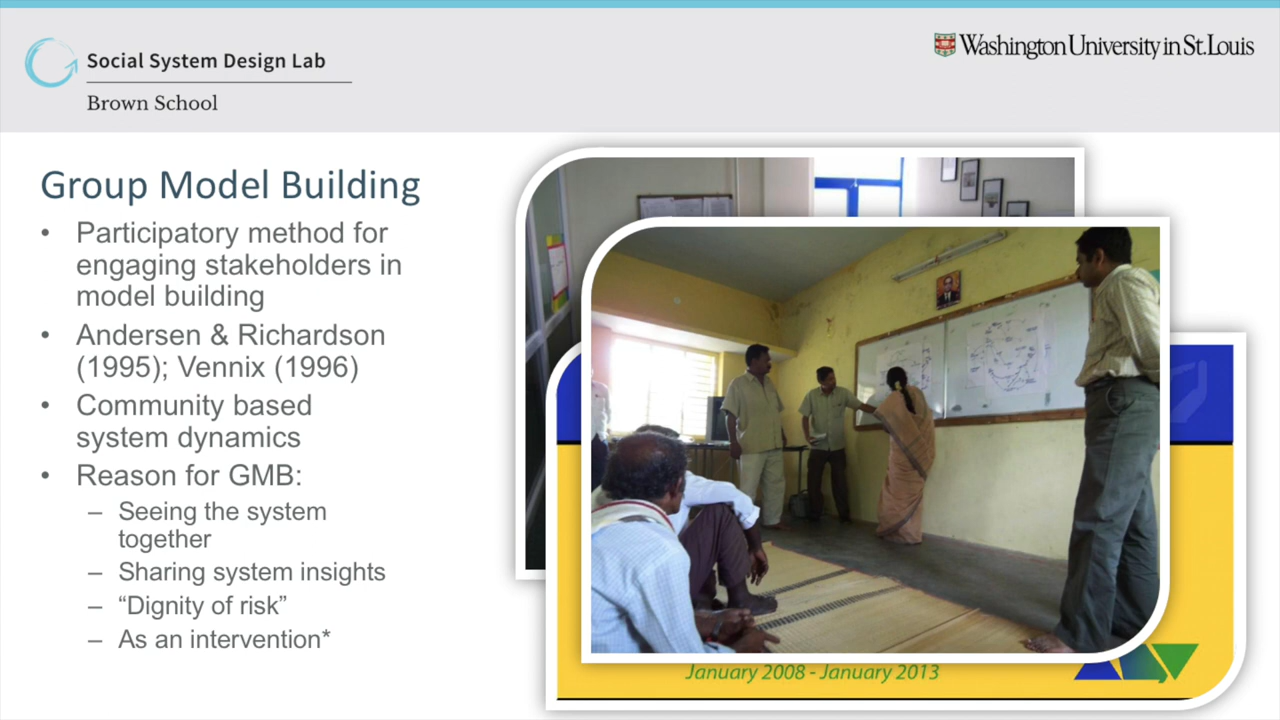 Social System Design Lab
Brown School
Washington University in St. Louis
Group Model Building
• Participatory method for
engaging stakeholders in
model building
• Andersen & Richardson
(1995); Vennix (1996)
• Community based
system dynamics
• Reason for GMB:
– Seeing the system
together
– Sharing system insights
– “Dignity of risk”
– As an intervention*
January 2008 - January 2013